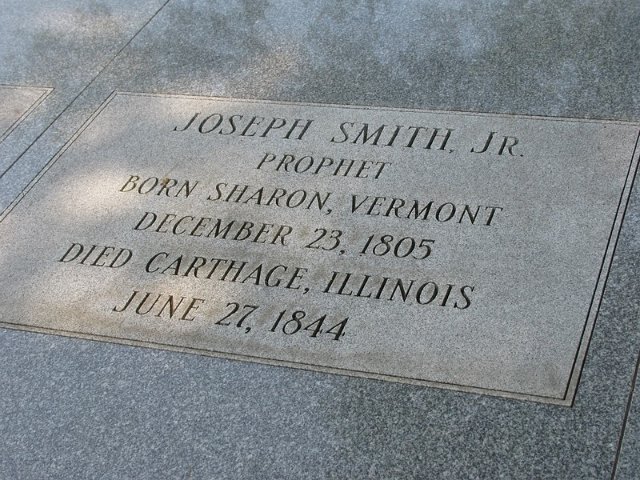 JOSEPH SMITH, JR.
PROPHET
BORN SHARON, VERMONT
DECEMBER 23, 1805
DIED CARTHAGE, ILLINOIS
JUNE 27, 1844